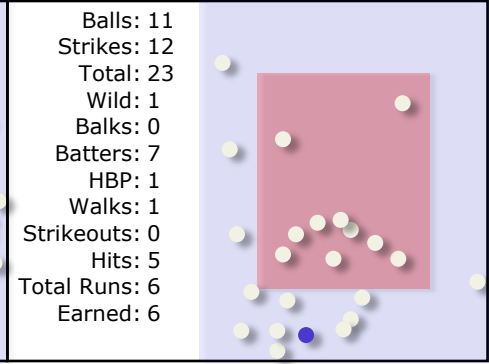 Balls: 11
Strikes: 12
Total: 23
Wild: 1
Balks: 0
Batters: 7
HBP: 1
Walks: 1
Strikeouts: 0
Hits: 5
Total Runs: 6
Earned: 6